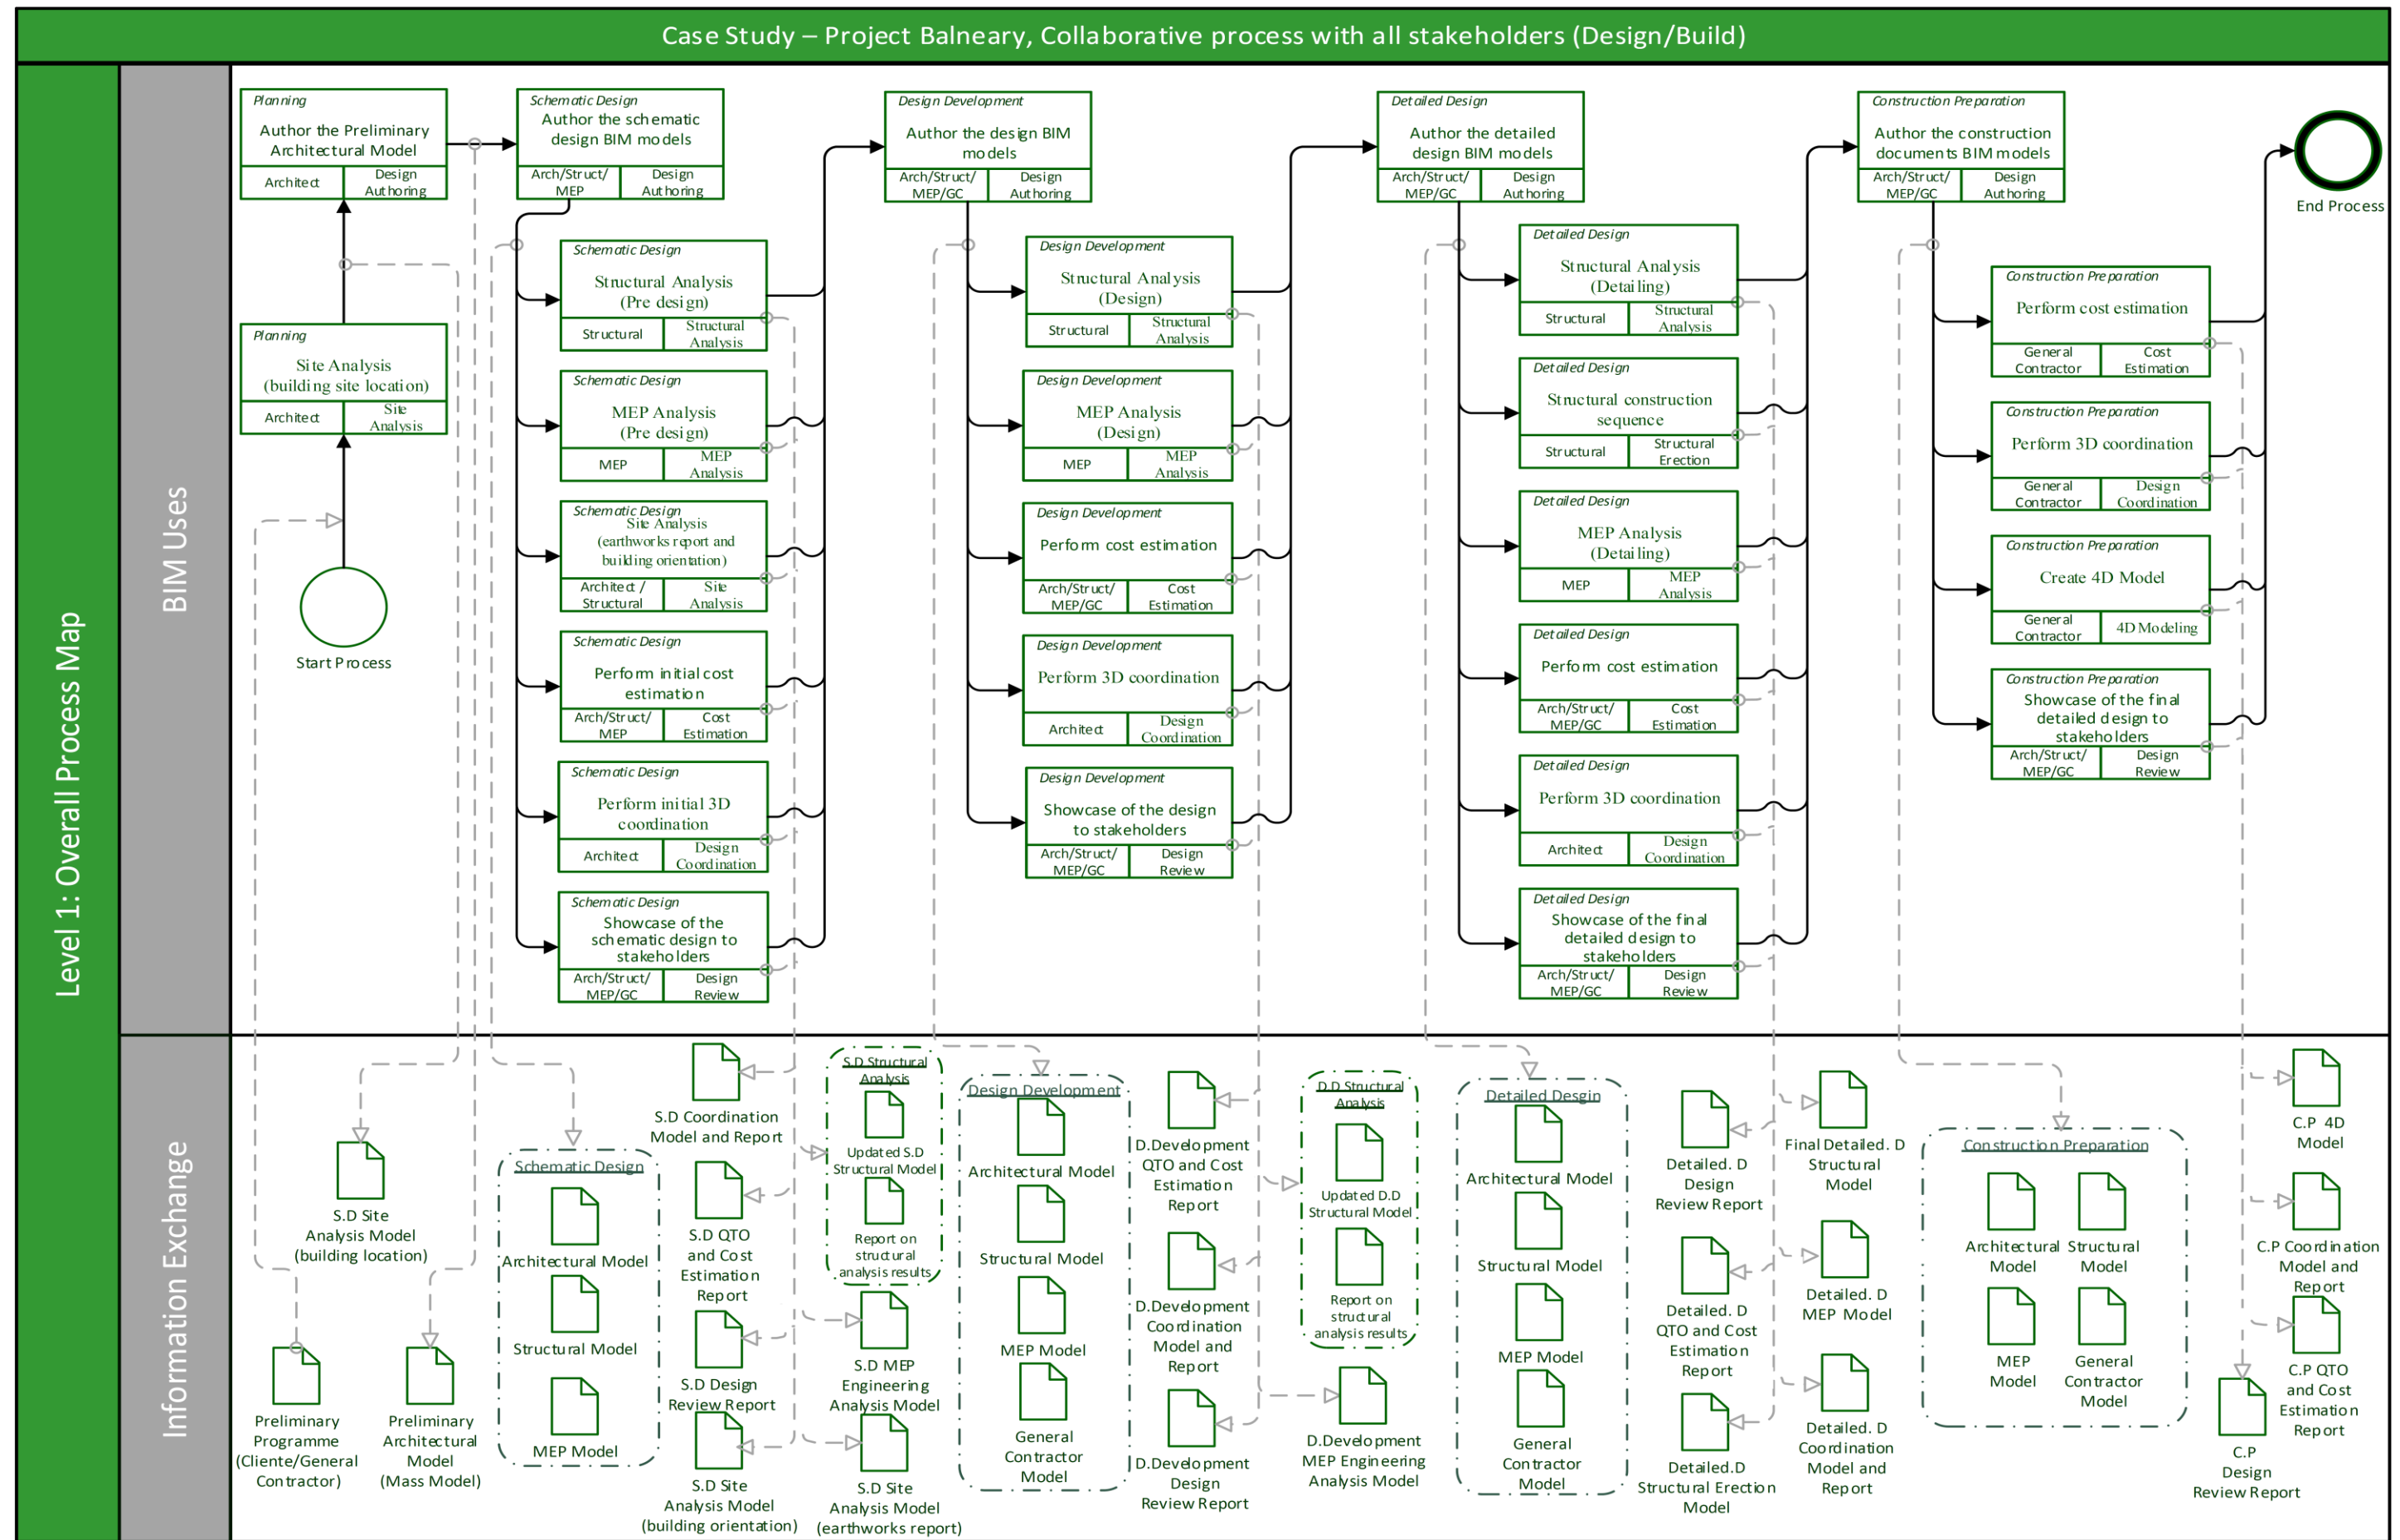 Case Study – Project Balneary, Collaborative process with all stakeholders (Design/Build)
Level 1: Overall Process Map
BIM Uses
Planning
Author the Preliminary
Architectural Model
Architect
Design
Authoring
Planning
Site Analysis
(building site location)
Architect
Site
Analysis
Start Process
Schematic Design
Author the schematic
design BIM models
Arch/Struct/
MEP
Design
Authoring
Schematic Design
Structural Analysis
(Pre design)
Structural
Structural
Analysis
Schematic Design
MEP Analysis
(Pre design)
MEP
MEP
Analysis
Schematic Design
Site Analysis
(earthworks report and
building orientation)
Architect /
Structural
Site
Analysis
Schematic Design
Perform initial cost
estimation
Arch/Struct/
MEP
Cost
Estimation
Schematic Design
Perform initial 3D
coordination
Architect
Design
Coordination
Schematic Design
Showcase of the
schematic design to
stakeholders
Arch/Struct/
MEP/GC
Design
Review
Design Development
Author the design BIM
models
Arch/Struct/
MEP/GC
Design
Authoring
Design Development
Structural Analysis
(Design)
Structural
Structural
Analysis
Design Development
MEP Analysis
(Design)
MEP
MEP
Analysis
Design Development
Perform cost estimation
Arch/Struct/
MEP/GC
Cost
Estimation
Design Development
Perform 3D coordination
Architect
Design
Coordination
Design Development
Showcase of the design
to stakeholders
Arch/Struct/
MEP/GC
Design
Review
Detailed Design
Author the detailed
design BIM models
Arch/Struct/
MEP/GC
Design
Authoring
Detailed Design
Structural Analysis
(Detailing)
Structural
Structural
Analysis
Detailed Design
Structural construction
sequence
Structural
Structural
Erection
Detailed Design
MEP Analysis
(Detailing)
MEP
MEP
Analysis
Detailed Design
Perform cost estimation
Arch/Struct/
MEP/GC
Cost
Estimation
Detailed Design
Perform 3D coordination
Architect
Design
Coordination
Detailed Design
Showcase of the final
detailed design to
stakeholders
Arch/Struct/
MEP/GC
Design
Review
Construction Preparation
Author the construction
documents BIM models
Arch/Struct/
MEP/GC
Design
Authoring
Construction Preparation
Perform cost estimation
General
Contractor
Cost
Estimation
Construction Preparation
Perform 3D coordination
General
Contractor
Design
Coordination
Construction Preparation
Create 4D Model
General
Contractor
4D Modeling
Construction Preparation
Showcase of the final
detailed design to
stakeholders
Arch/Struct/
MEP/GC
Design
Review
End Process
Information Exchange
S.D Site
Analysis Model
(building location)
Preliminary
Programme
(Cliente/General
Contractor)
Preliminary
Architectural
Model
(Mass Model)
Schematic Design
Architectural Model
Structural Model
MEP Model
S.D Coordination
Model and Report
S.D QTO
and Cost
Estimation
Report
S.D Design
Review Report
S.D Site
Analysis Model
(building orientation)
S.D Structural
Analysis
Updated S.D
Structural Model
Report on
structural
analysis results
S.D MEP
Engineering
Analysis Model
S.D Site
Analysis Model
(earthworks report)
Design Development
Architectural Model
Structural Model
MEP Model
General
Contractor
Model
D.Development
QTO and Cost
Estimation
Report
D.Development
Coordination
Model and
Report
D.Development
Design
Review Report
D.D Structural
Analysis
Updated D.D
Structural Model
Report on
structural
analysis results
D.Development
MEP Engineering
Analysis Model
Detailed Desgin
Architectural Model
Structural Model
MEP Model
General
Contractor
Model
Detailed. D
Design
Review Report
Detailed. D
QTO and Cost
Estimation
Report
Detailed.D
Structural Erection
Model
Final Detailed. D
Structural
Model
Detailed. D
MEP Model
Detailed. D
Coordination
Model and
Report
Construction Preparation
Architectural
Model
Structural
Model
MEP
Model
General
Contractor
Model
C.P 4D
Model
C.P Coordination
Model and
Report
C.P QTO
and Cost
Estimation
Report
C.P
Design
Review Report